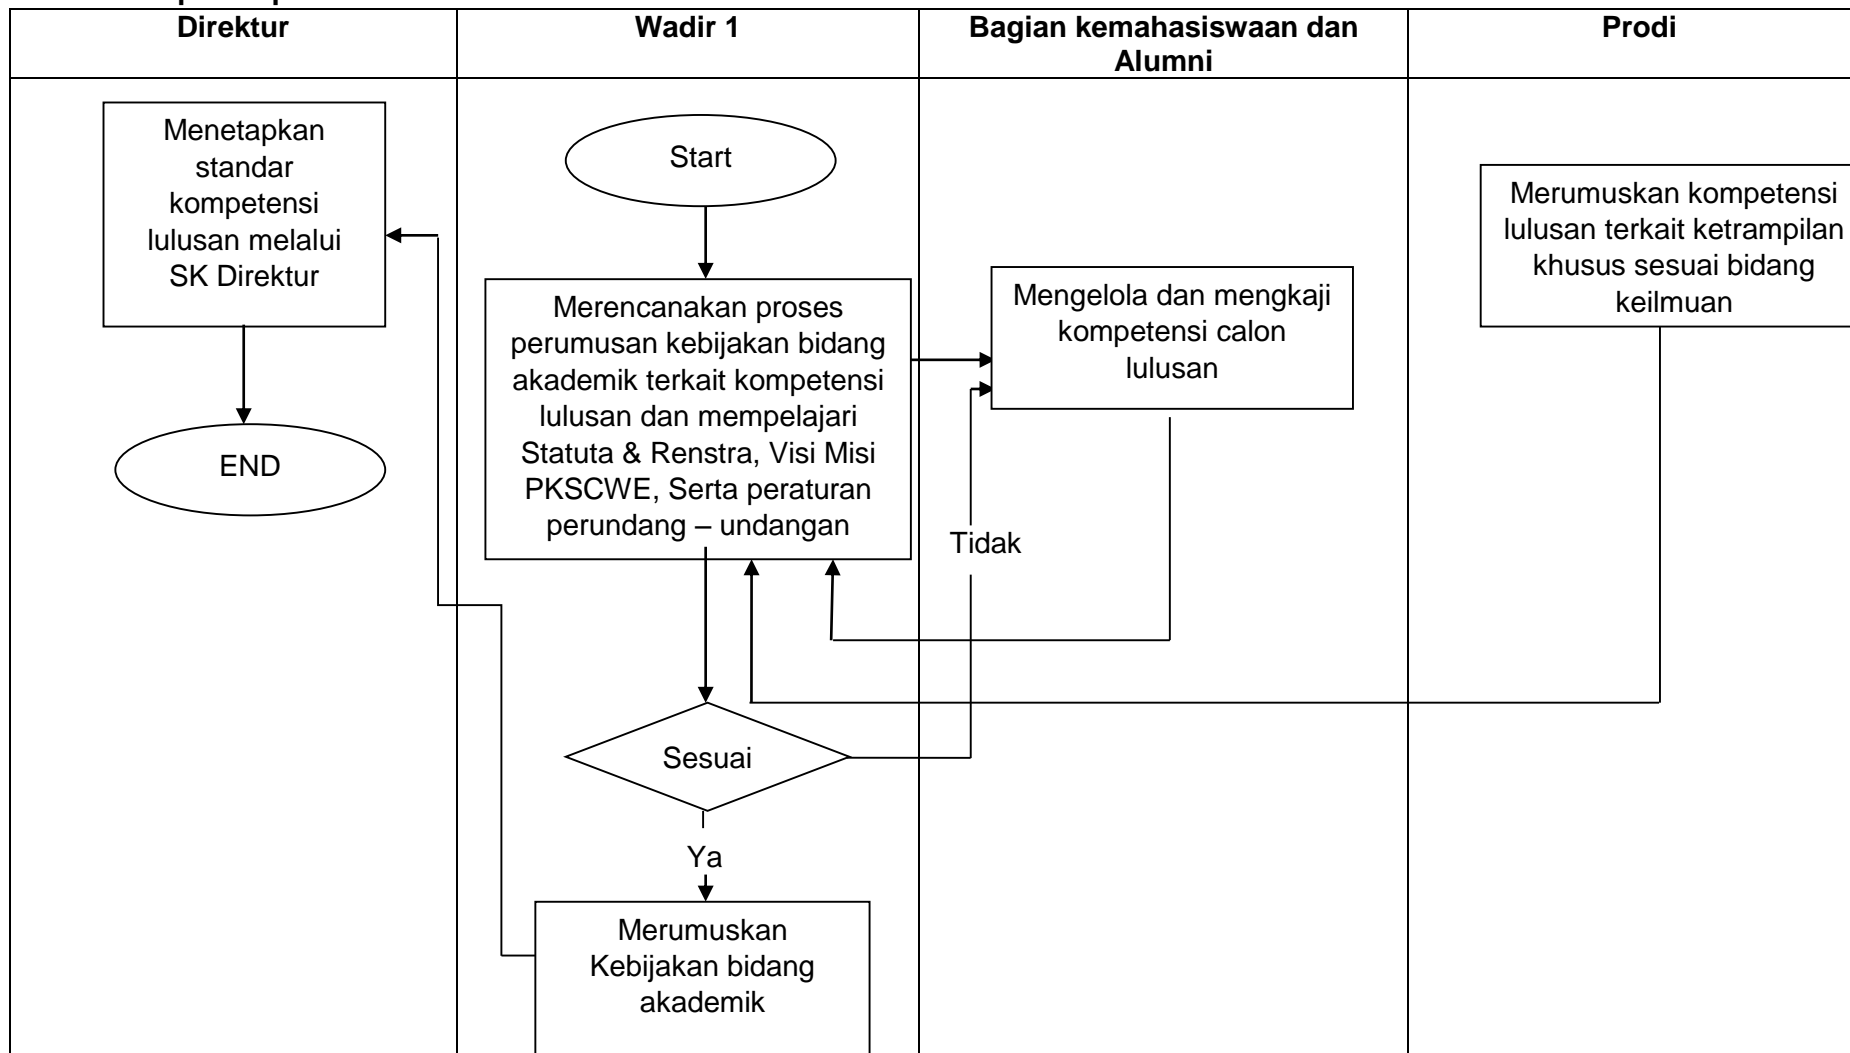 Direktur
Wadir 1
Bagian kemahasiswaan dan
Alumni
Prodi
Menetapkan
standar
kompetensi
lulusan melalui
SK Direktur
END
Start
Merencanakan proses
perumusan kebijakan bidang
akademik terkait kompetensi
lulusan dan mempelajari
Statuta & Renstra, Visi Misi
PKSCWE, Serta peraturan
perundang – undangan
Sesuai
Ya
Merumuskan
Kebijakan bidang
akademik
Mengelola dan mengkaji
kompetensi calon
lulusan
Tidak
Merumuskan kompetensi
lulusan terkait ketrampilan
khusus sesuai bidang
keilmuan